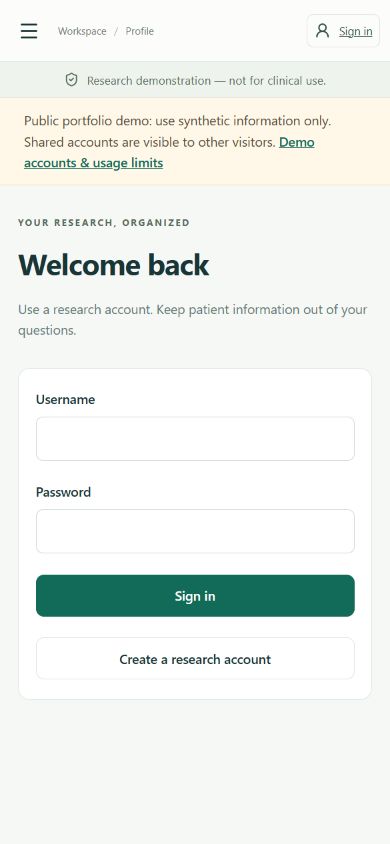 Workspace / Profile
Sign in
Research demonstration — not for clinical use.
Public portfolio demo: use synthetic information only.
Shared accounts are visible to other visitors. Demo
accounts & usage limits
YOUR RESEARCH, ORGANIZED
Welcome back
Use a research account. Keep patient information out of your
questions.
Username
Password
Sign in
Create a research account